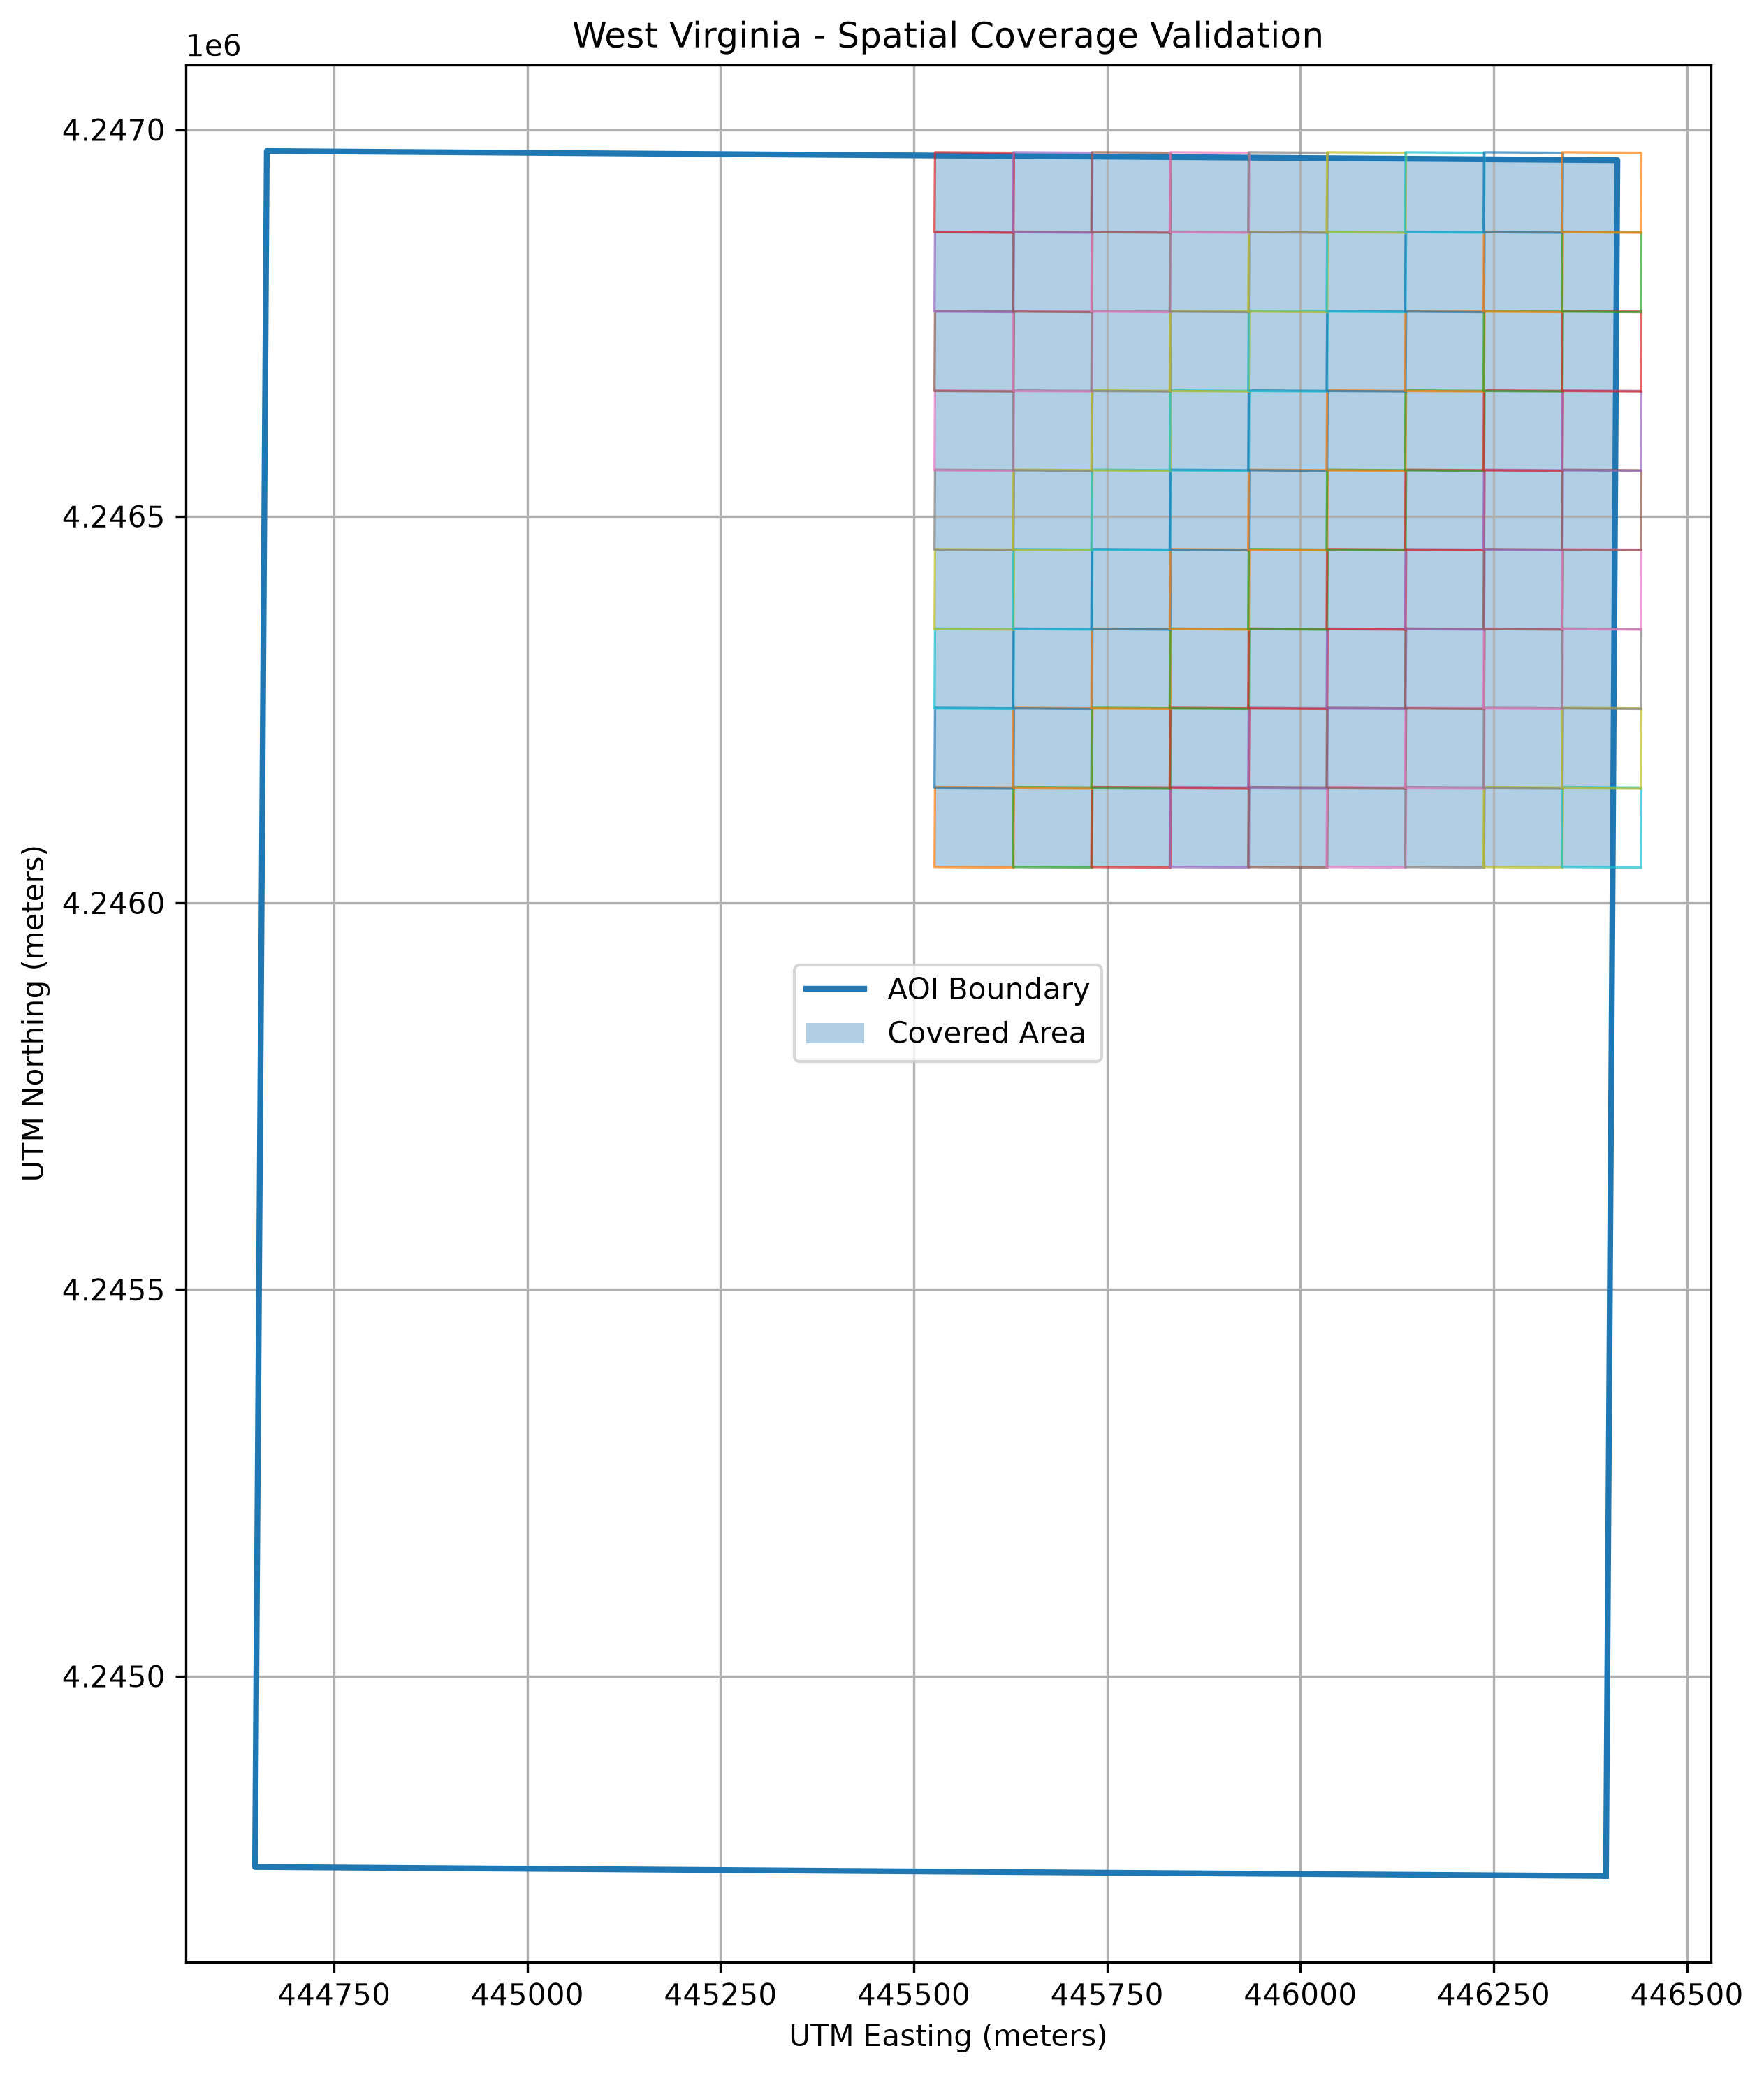 West Virginia - Spatial Coverage Validation
1e6
4.2470
4.2465
4.2460
4.2455
4.2450
UTM Northing (meters)
AOI Boundary
Covered Area
444750 445000 445250 445500 445750 446000 446250 446500
UTM Easting (meters)